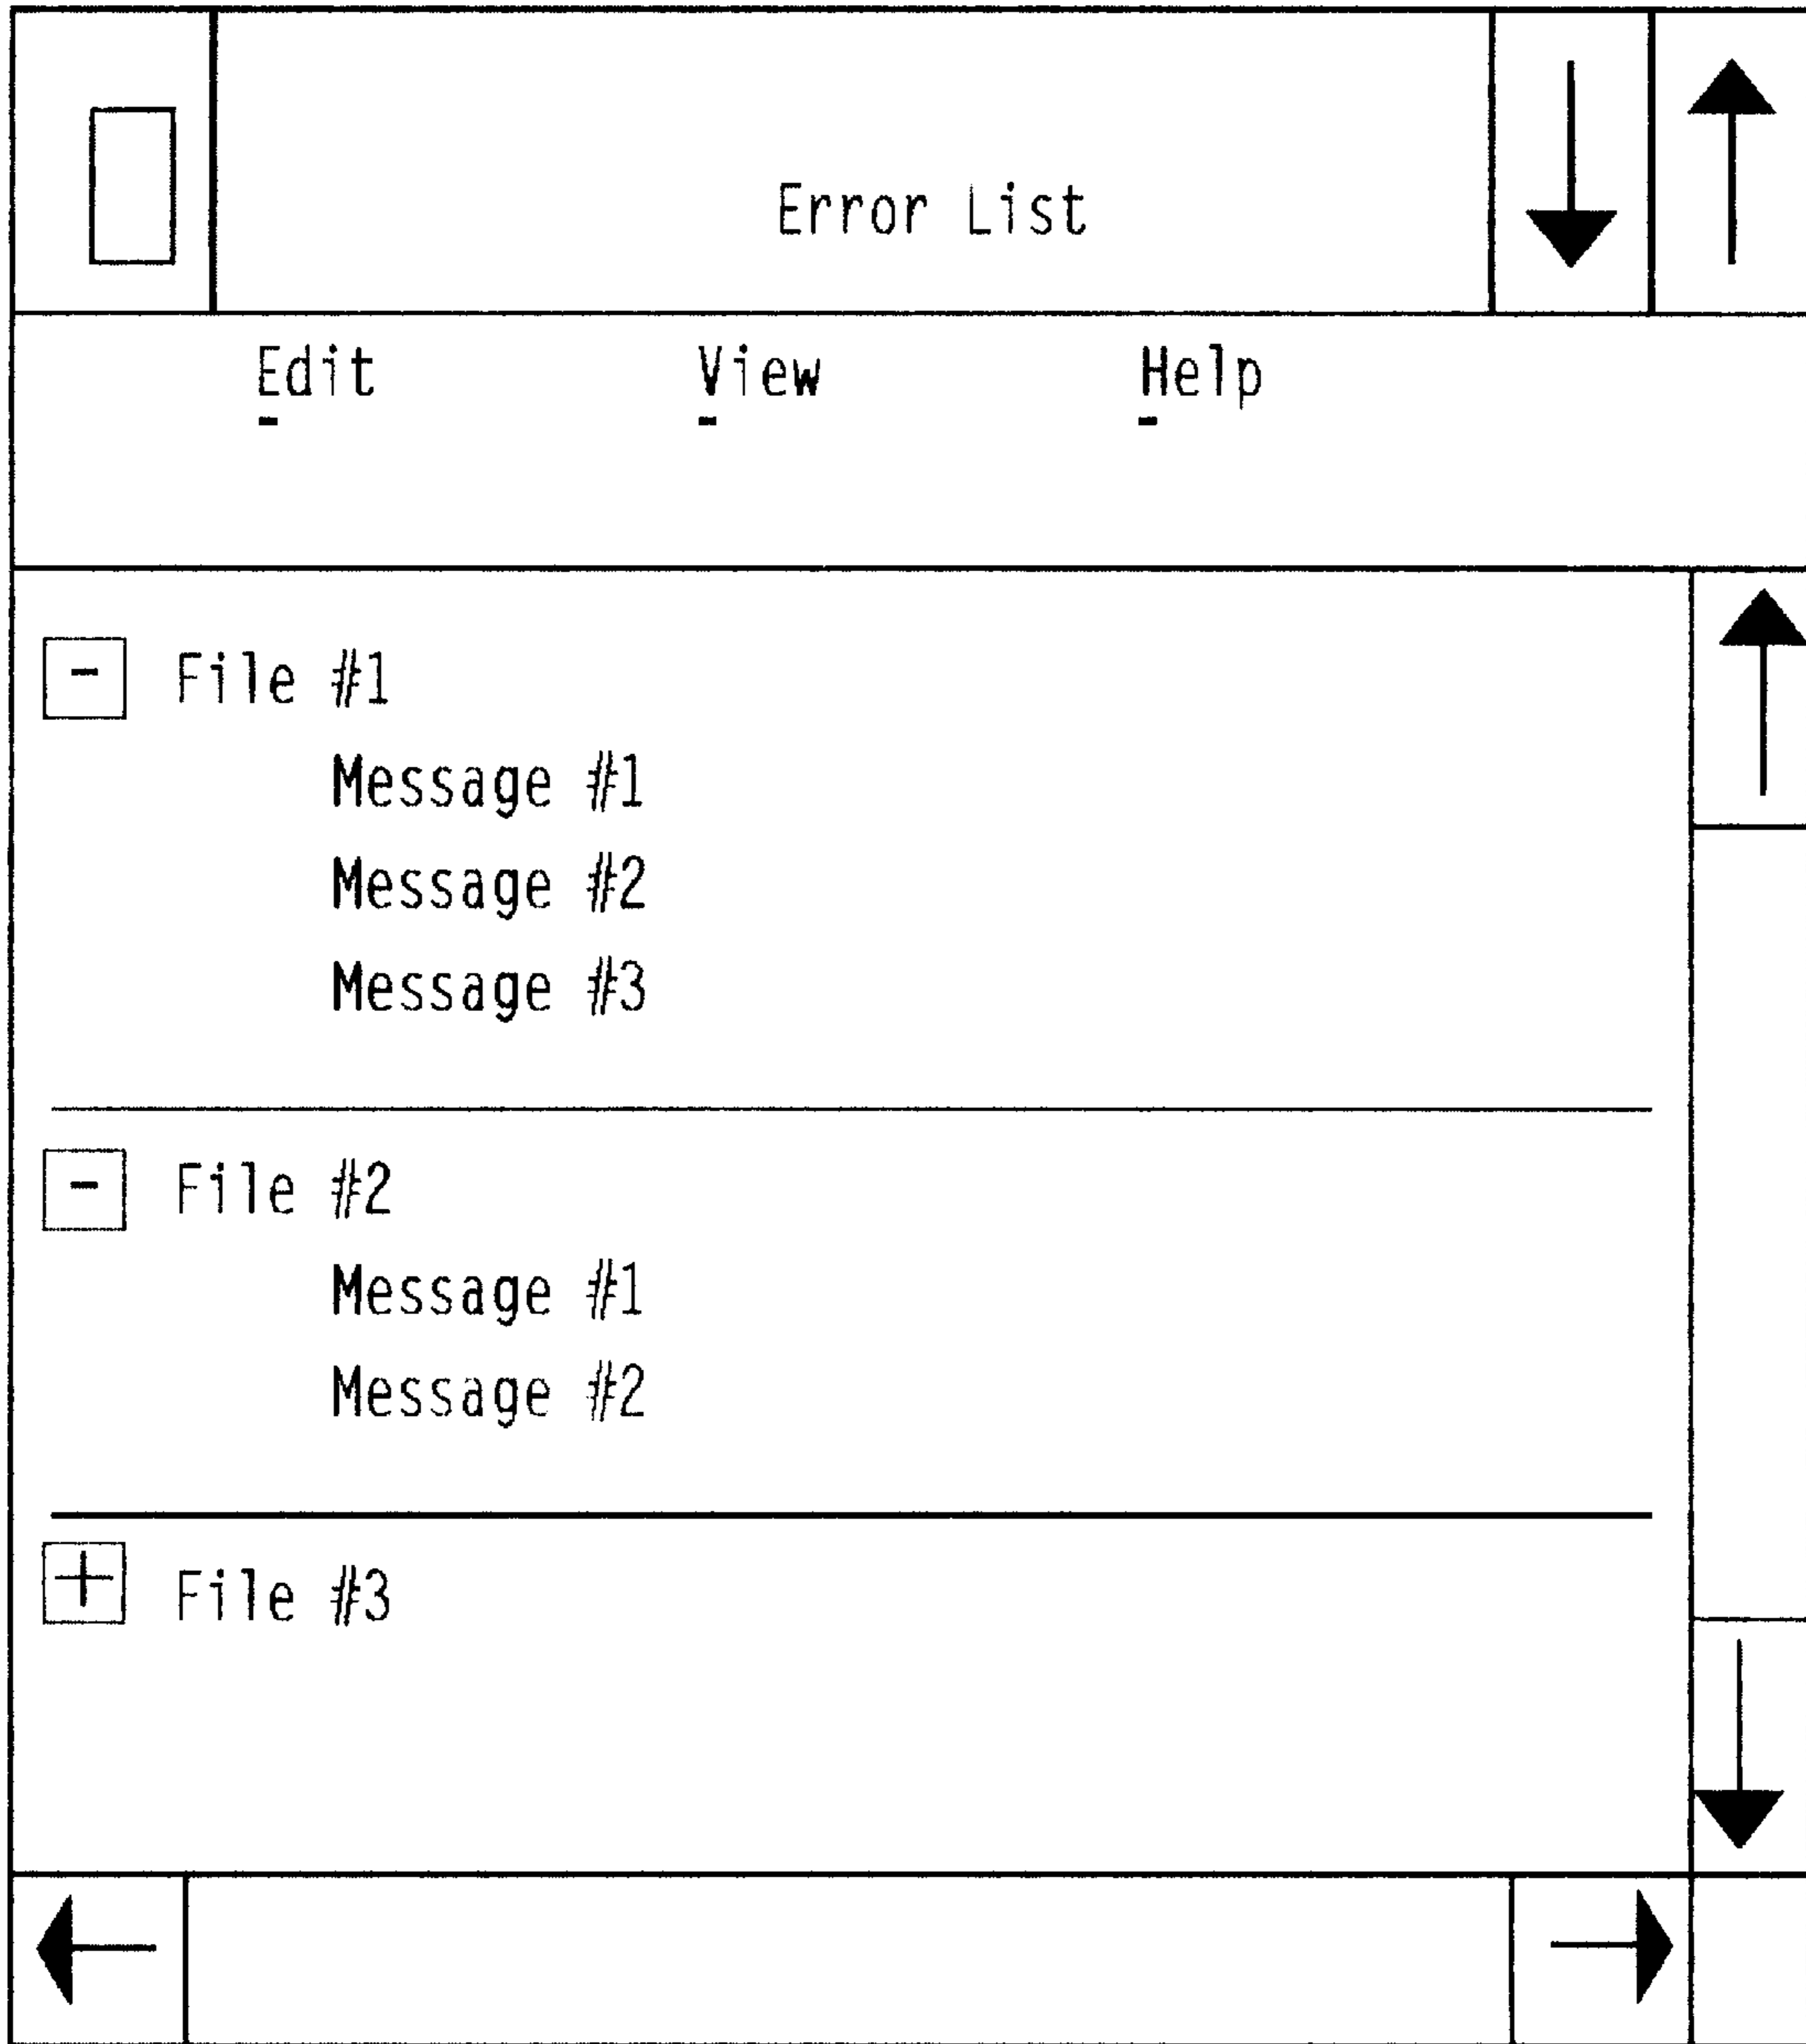 Error List
Edit View Help
- File #1
Message #1
Message #2
Message #3
- File #2
Message #1
Message #2
+ File #3